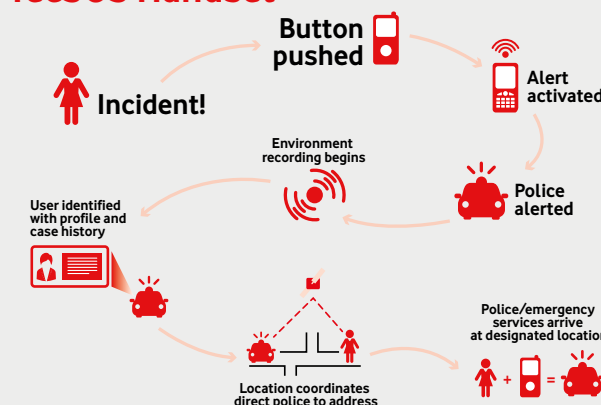 Handset
Button
pushed
Incident!
Alert
activated
Environment
recording begins
Police
alerted
User identified
with profile and
case history
Police/emergency
services arrive
at designated location
Location coordinates
direct police to address
+
=